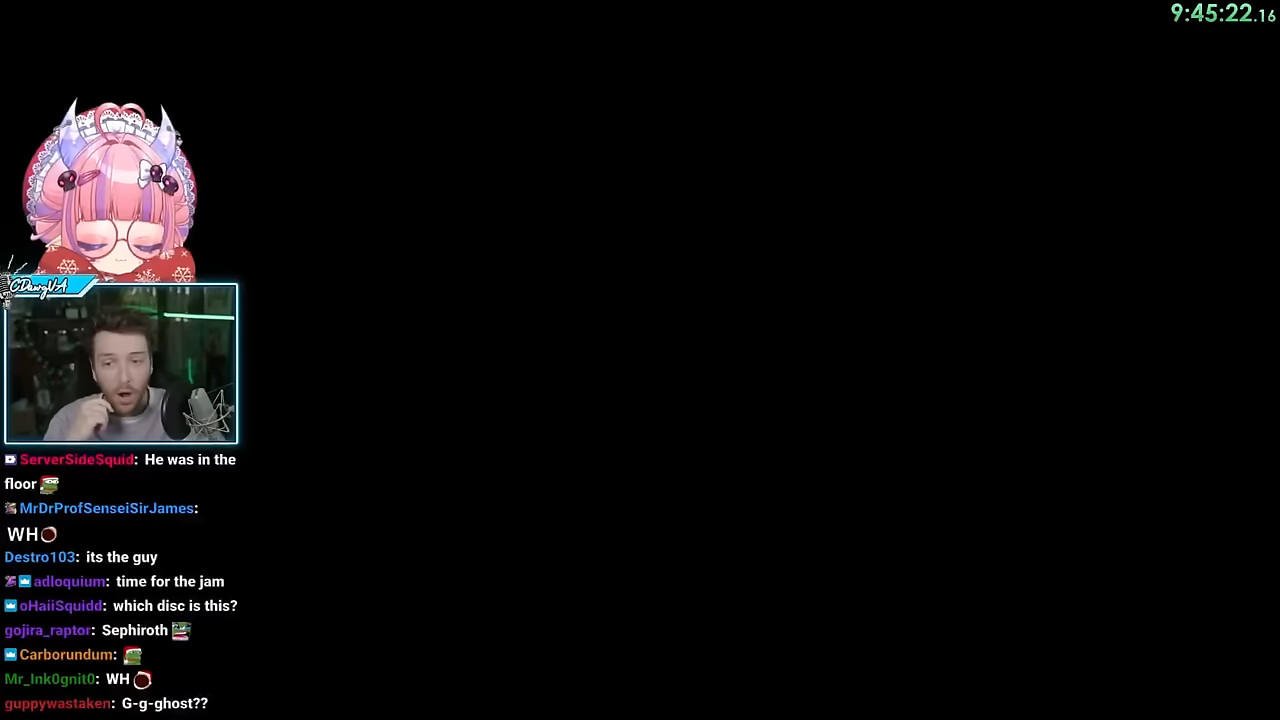 9:45:22.16
CDawgVA
ServerSideSquid: He was in the
floor
MrDrProfSenseiSirJames:
WH
Destro103: its the guy
adloquium: time for the jam
oHaiiSquidd: which disc is this?
gojira_raptor: Sephiroth
Carborundum:
Mr_Ink0gnit0: WH
guppywastaken: G-g-ghost??